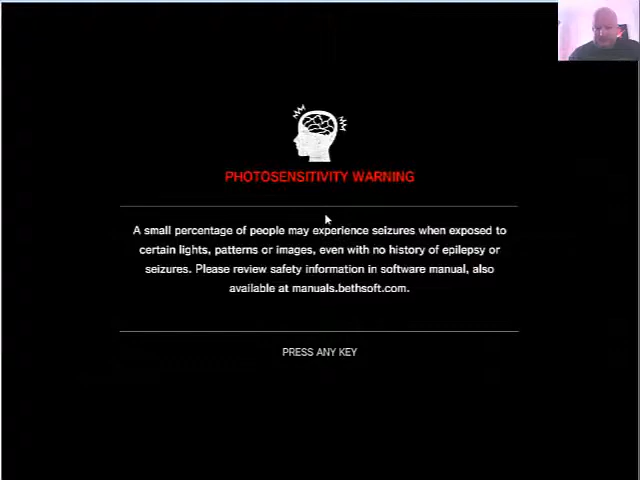 PHOTOSENSITIVITY WARNING
A small percentage of people may experience seizures when exposed to
certain lights, patterns or images, even with no history of epilepsy or
seizures. Please review safety information in software manual, also
available at manuals.bethsoft.com.
PRESS ANY KEY